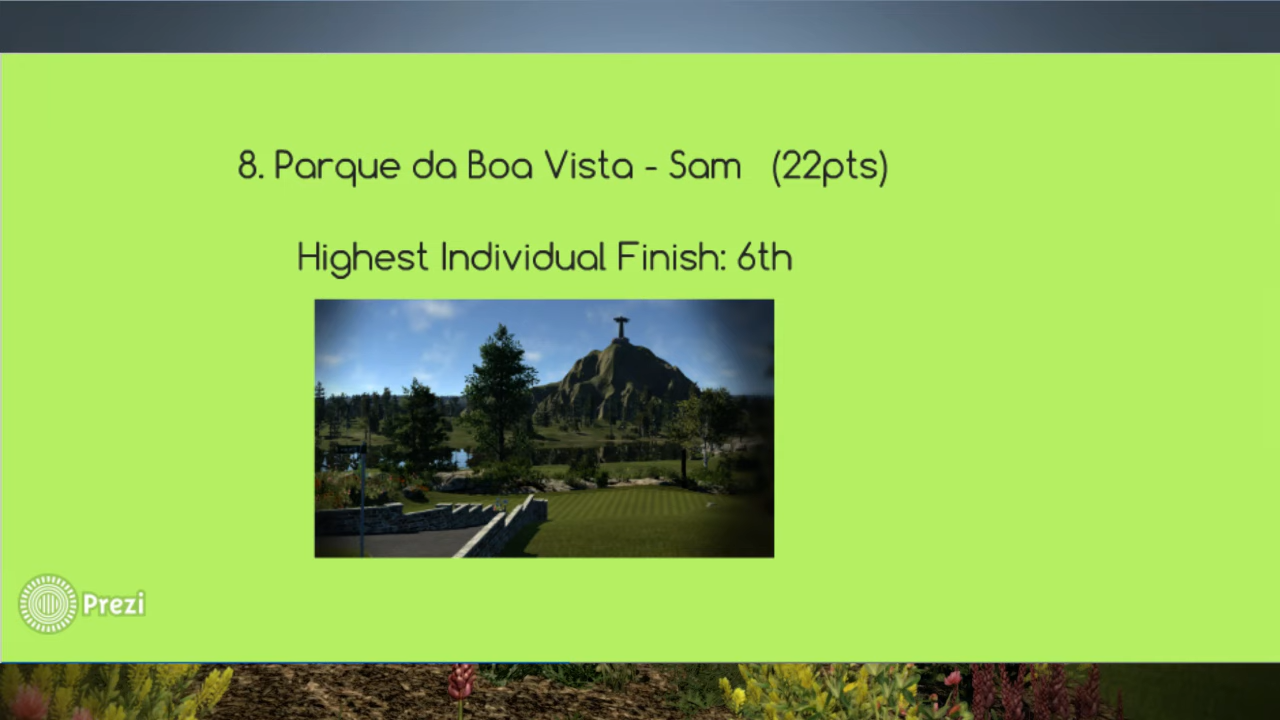 8. Parque da Boa Vista - Sam (22pts)
Highest Individual Finish: 6th
Prezi